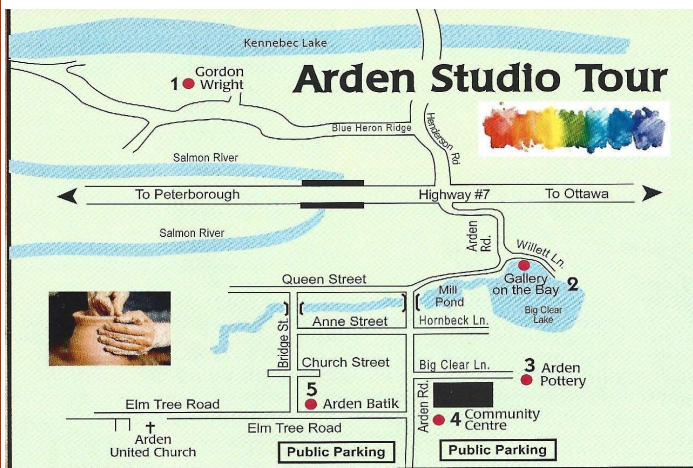 Kennebec Lake
Arden Studio Tour
1 Gordon
Wright
Blue Heron Ridge
Henderson Rd
Salmon River
To Peterborough
Highway #7
To Ottawa
Salmon River
Arden
Rd.
Willett Ln.
Gallery
on the Bay 2
Queen Street
Mill
Pond
Big Clear
Lake
Anne Street
Hornbeck Ln.
Bridge St.
Church Street
Big Clear Ln.
3 Arden
Pottery
5
Arden Batik
Arden Rd.
4 Community
Centre
Elm Tree Road
Elm Tree Road
Arden
United Church
Public Parking
Public Parking